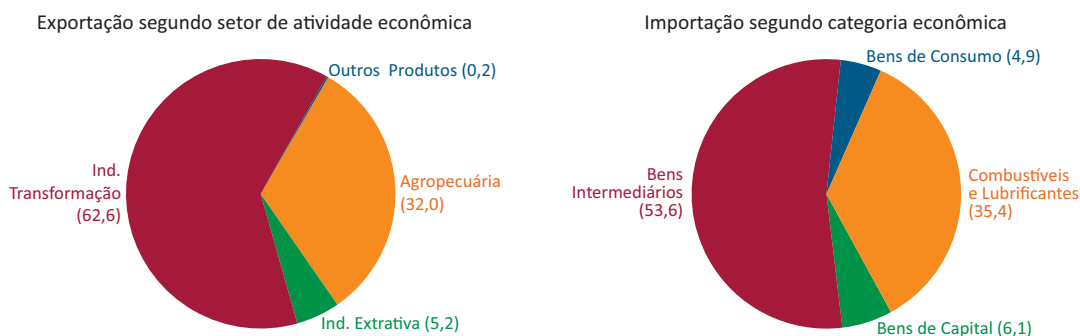 Exportação segundo setor de atividade econômica
Outros Produtos (0,2)
Ind.
Transformação
(62,6)
Agropecuária
(32,0)
Ind. Extrativa (5,2)
Importação segundo categoria econômica
Bens de Consumo (4,9)
Bens
Intermediários
(53,6)
Combustíveis
e Lubrificantes
(35,4)
Bens de Capital (6,1)